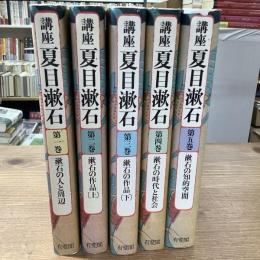 講座
夏目漱石
第一巻
漱石の人と周辺
有斐閣
講座
夏目漱石
第二巻
漱石の作品(上)
有斐閣
講座
夏目漱石
第三巻
漱石の作品(下)
有斐閣
講座
夏目漱石
第四巻
漱石の時代と社会
有斐閣
講座
夏目漱石
第五巻
漱石の知的空間
有斐閣